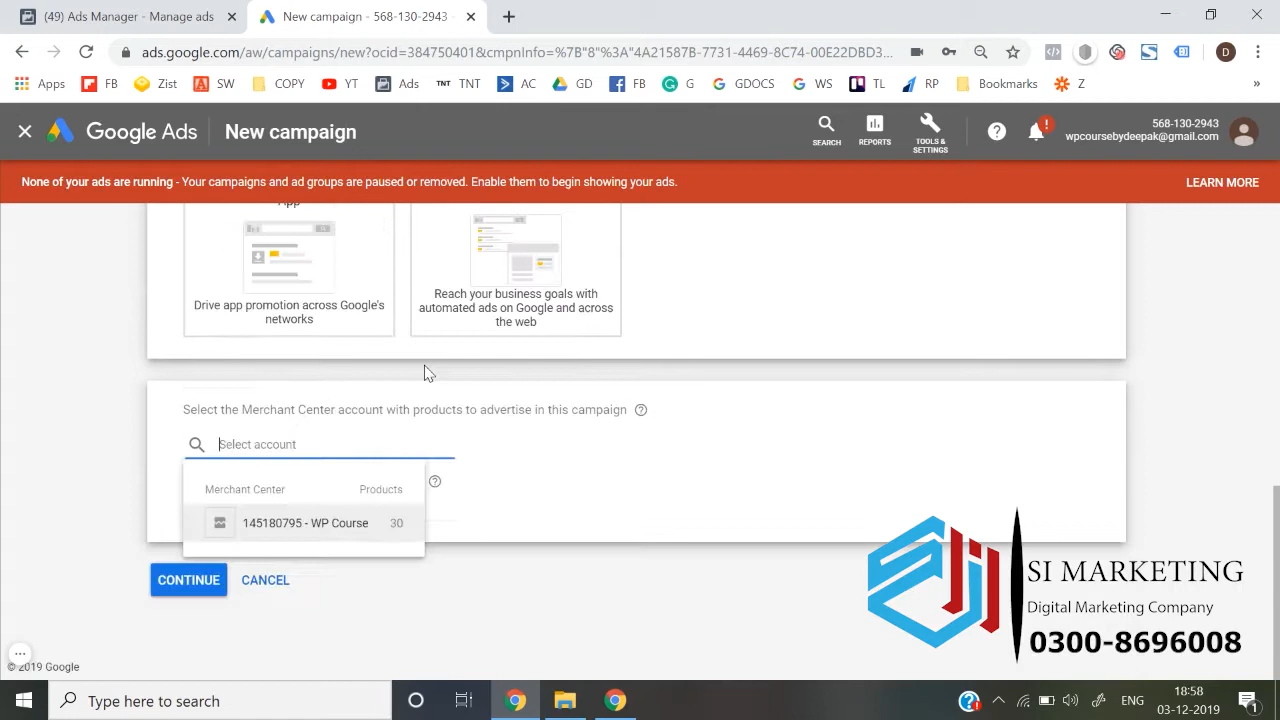 (49) Ads Manager - Manage ads
New campaign - 568-130-2943
ads.google.com/aw/campaigns/new?ocid=384750401&cmpnInfo=%7B"8"%3A"4A21587B-7731-4469-8C74-00E22DBD3...
D
Apps FB Zist SW COPY YT Ads TNT TNT AC GD FB G GDOCS WS TL RP Bookmarks Z »
Google Ads New campaign
SEARCH
REPORTS
TOOLS &
SETTINGS
568-130-2943
wpcoursebydeepak@gmail.com
None of your ads are running - Your campaigns and ad groups are paused or removed. Enable them to begin showing your ads. LEARN MORE
App
Drive app promotion across Google's
networks
Reach your business goals with
automated ads on Google and across
the web
Select the Merchant Center account with products to advertise in this campaign
Select account
Merchant Center Products
145180795 - WP Course 30
CONTINUE CANCEL
SI MARKETING
Digital Marketing Company
0300-8696008
© 2019 Google
Type here to search
ENG
18:58
03-12-2019
1